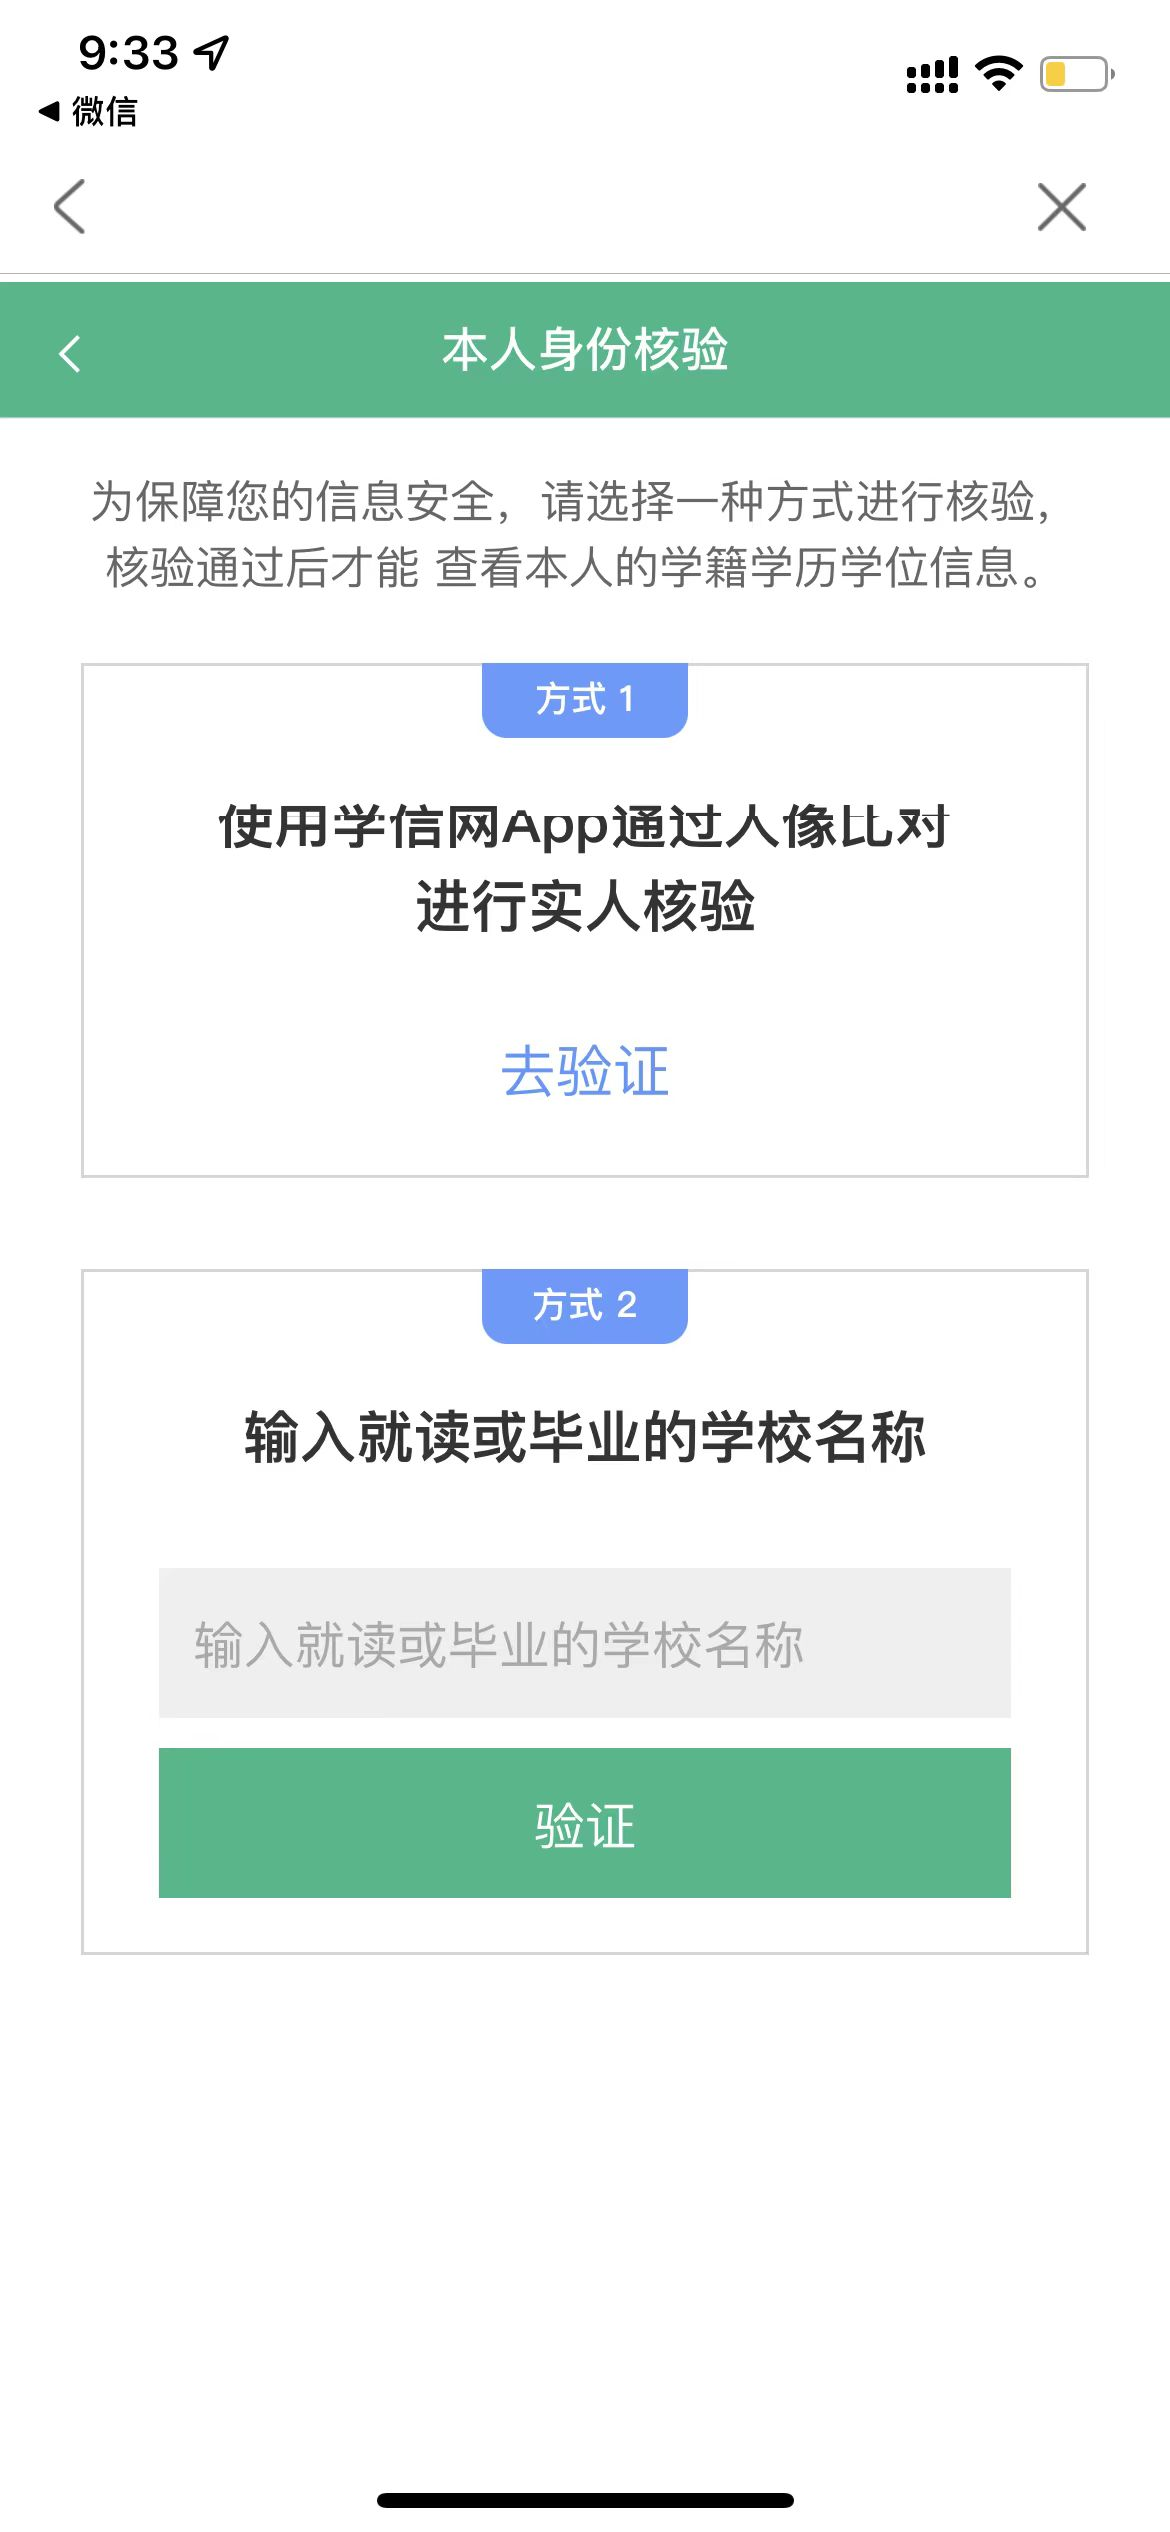 9:33
微信
本人身份核验
为保障您的信息安全，请选择一种方式进行核验，
核验通过后才能 查看本人的学籍学历学位信息。
方式 1
使用学信网App通过人像比对
进行实人核验
去验证
方式 2
输入就读或毕业的学校名称
输入就读或毕业的学校名称
验证